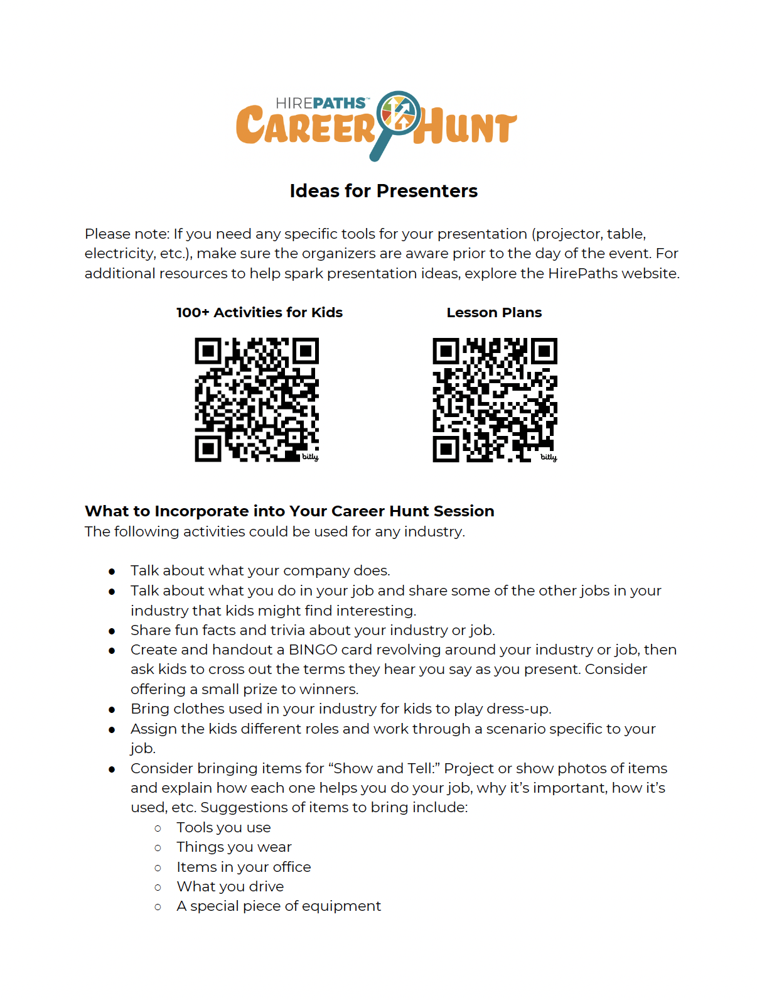 HIREPATHS™
CAREER HUNT
Ideas for Presenters
Please note: If you need any specific tools for your presentation (projector, table,
electricity, etc.), make sure the organizers are aware prior to the day of the event. For
additional resources to help spark presentation ideas, explore the HirePaths website.
100+ Activities for Kids
Lesson Plans
bitly
bitly
What to Incorporate into Your Career Hunt Session
The following activities could be used for any industry.
● Talk about what your company does.
● Talk about what you do in your job and share some of the other jobs in your
industry that kids might find interesting.
● Share fun facts and trivia about your industry or job.
● Create and handout a BINGO card revolving around your industry or job, then
ask kids to cross out the terms they hear you say as you present. Consider
offering a small prize to winners.
● Bring clothes used in your industry for kids to play dress-up.
● Assign the kids different roles and work through a scenario specific to your
job.
● Consider bringing items for “Show and Tell:” Project or show photos of items
and explain how each one helps you do your job, why it’s important, how it’s
used, etc. Suggestions of items to bring include:
○ Tools you use
○ Things you wear
○ Items in your office
○ What you drive
○ A special piece of equipment